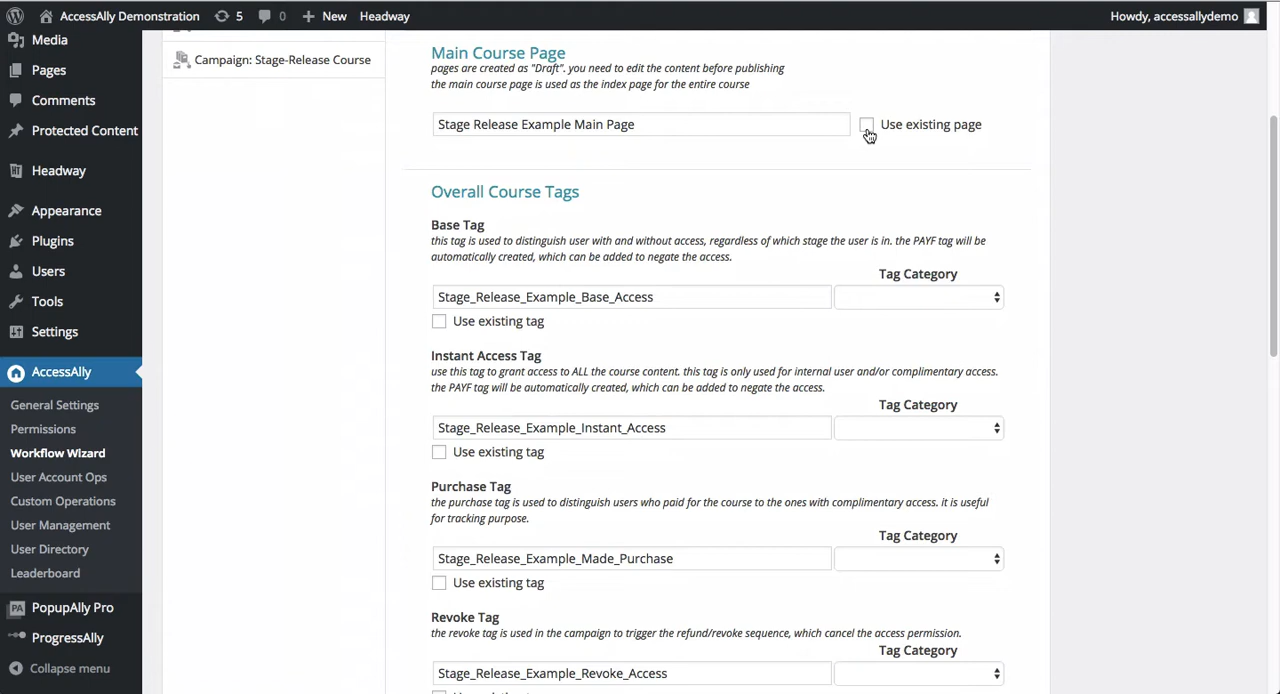 AccessAlly Demonstration 5 0 New Headway Howdy, accessallydemo
Media
Pages
Comments
Protected Content
Headway
Appearance
Plugins
Users
Tools
Settings
AccessAlly
General Settings
Permissions
Workflow Wizard
User Account Ops
Custom Operations
User Management
User Directory
Leaderboard
PA PopupAlly Pro
ProgressAlly
Collapse menu
Campaign: Stage-Release Course
Main Course Page
pages are created as "Draft". you need to edit the content before publishing
the main course page is used as the index page for the entire course
Stage Release Example Main Page Use existing page
Overall Course Tags
Base Tag
this tag is used to distinguish user with and without access, regardless of which stage the user is in. the PAYF tag will be
automatically created, which can be added to negate the access.
Tag Category
Stage_Release_Example_Base_Access
Use existing tag
Instant Access Tag
use this tag to grant access to ALL the course content. this tag is only used for internal user and/or complimentary access.
the PAYF tag will be automatically created, which can be added to negate the access.
Tag Category
Stage_Release_Example_Instant_Access
Use existing tag
Purchase Tag
the purchase tag is used to distinguish users who paid for the course to the ones with complimentary access. it is useful
for tracking purpose.
Tag Category
Stage_Release_Example_Made_Purchase
Use existing tag
Revoke Tag
the revoke tag is used in the campaign to trigger the refund/revoke sequence, which cancel the access permission.
Tag Category
Stage_Release_Example_Revoke_Access